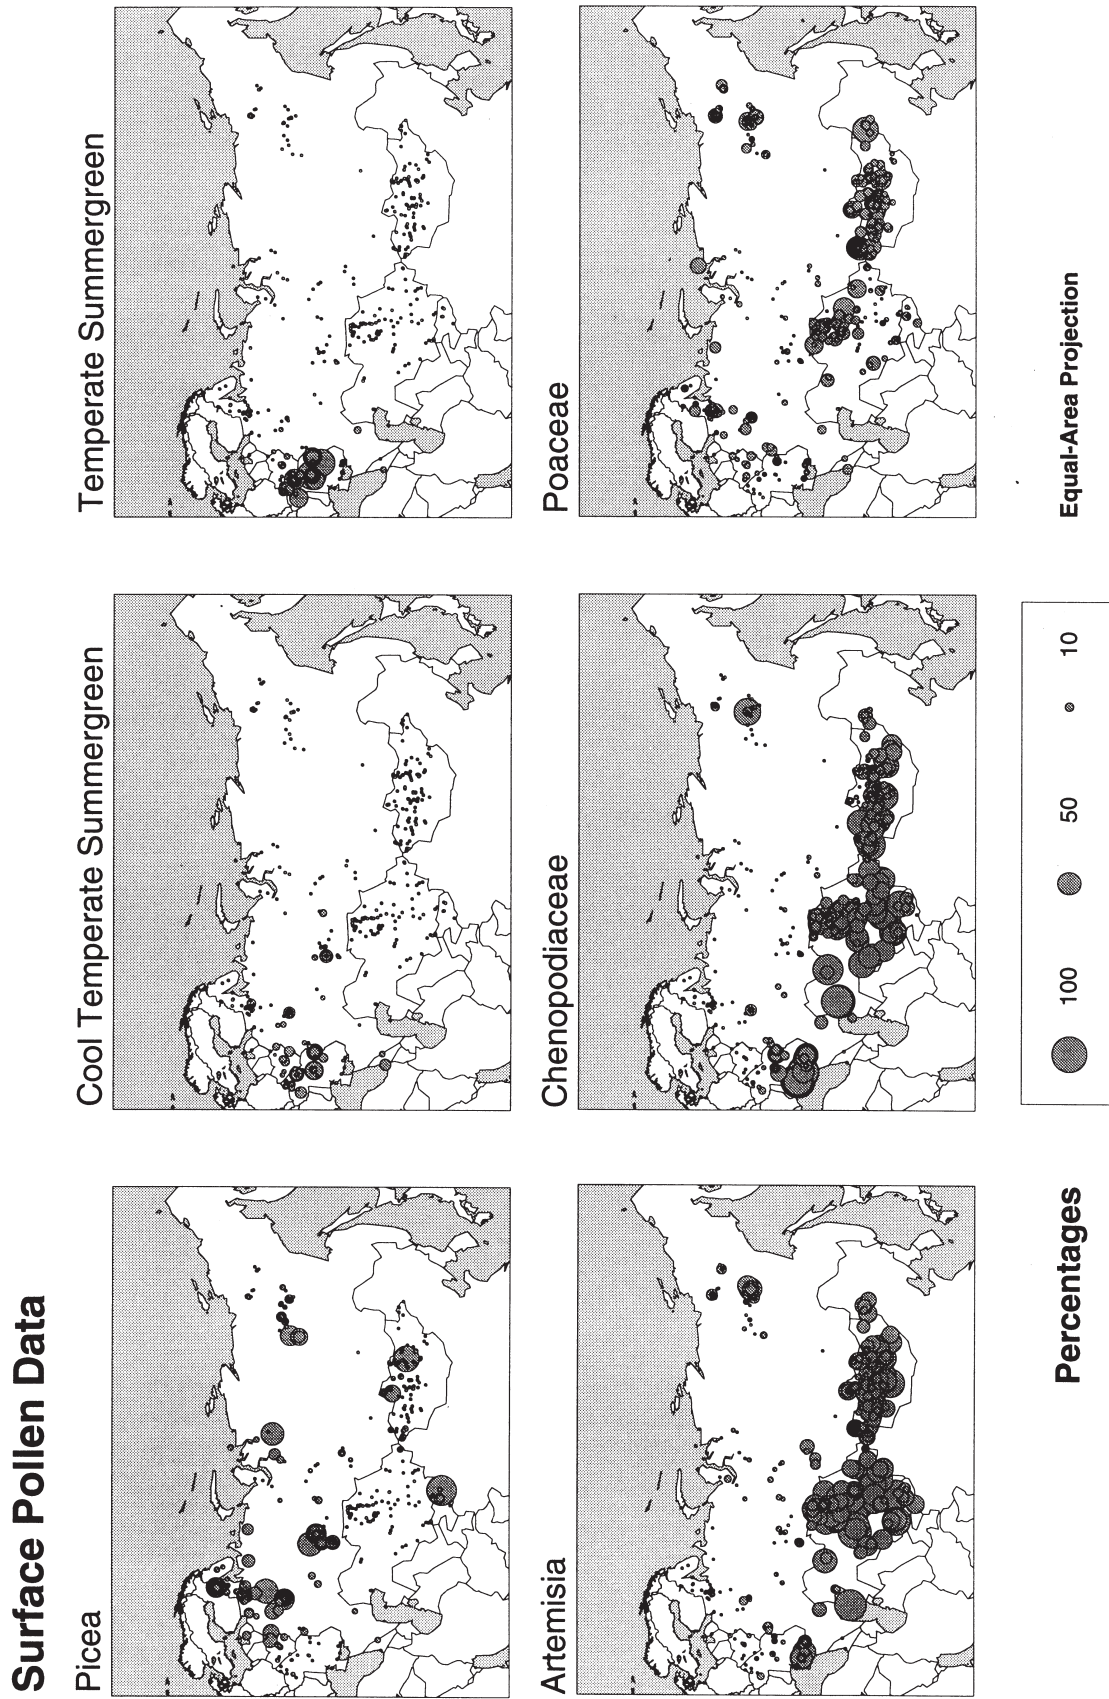 Surface Pollen Data
Picea
Cool Temperate Summergreen
Temperate Summergreen
Artemisia
Chenopodiaceae
Poaceae
Percentages
100
50
10
Equal-Area Projection